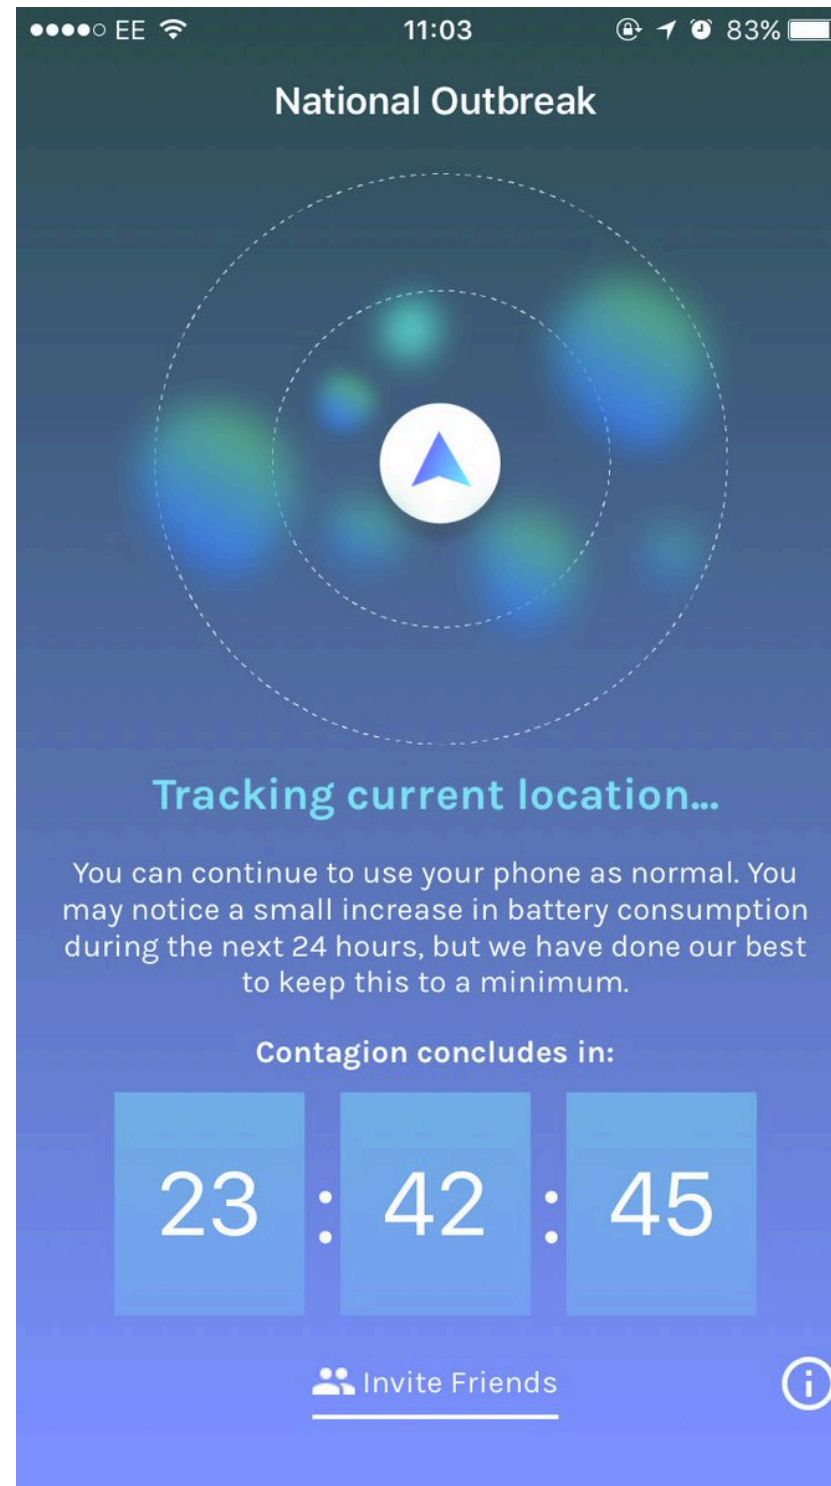 EE 11:03 83%
National Outbreak
Tracking current location...
You can continue to use your phone as normal. You
may notice a small increase in battery consumption
during the next 24 hours, but we have done our best
to keep this to a minimum.
Contagion concludes in:
23 : 42 : 45
Invite Friends